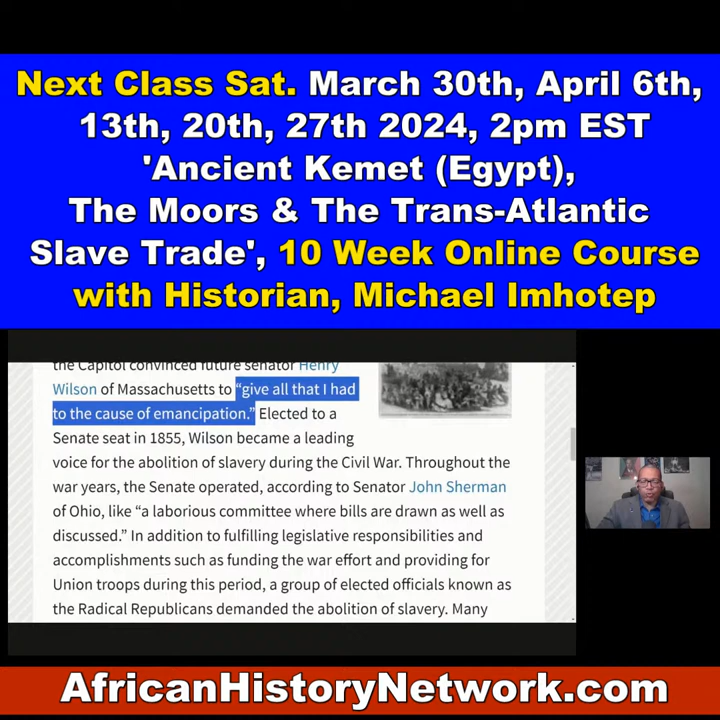 Next Class Sat. March 30th, April 6th,
13th, 20th, 27th 2024, 2pm EST
'Ancient Kemet (Egypt),
The Moors & The Trans-Atlantic
Slave Trade', 10 Week Online Course
with Historian, Michael Imhotep
the Capitol convinced future senator Henry
Wilson of Massachusetts to “give all that I had
to the cause of emancipation.” Elected to a
Senate seat in 1855, Wilson became a leading
voice for the abolition of slavery during the Civil War. Throughout the
war years, the Senate operated, according to Senator John Sherman
of Ohio, like “a laborious committee where bills are drawn as well as
discussed.” In addition to fulfilling legislative responsibilities and
accomplishments such as funding the war effort and providing for
Union troops during this period, a group of elected officials known as
the Radical Republicans demanded the abolition of slavery. Many
AfricanHistoryNetwork.com